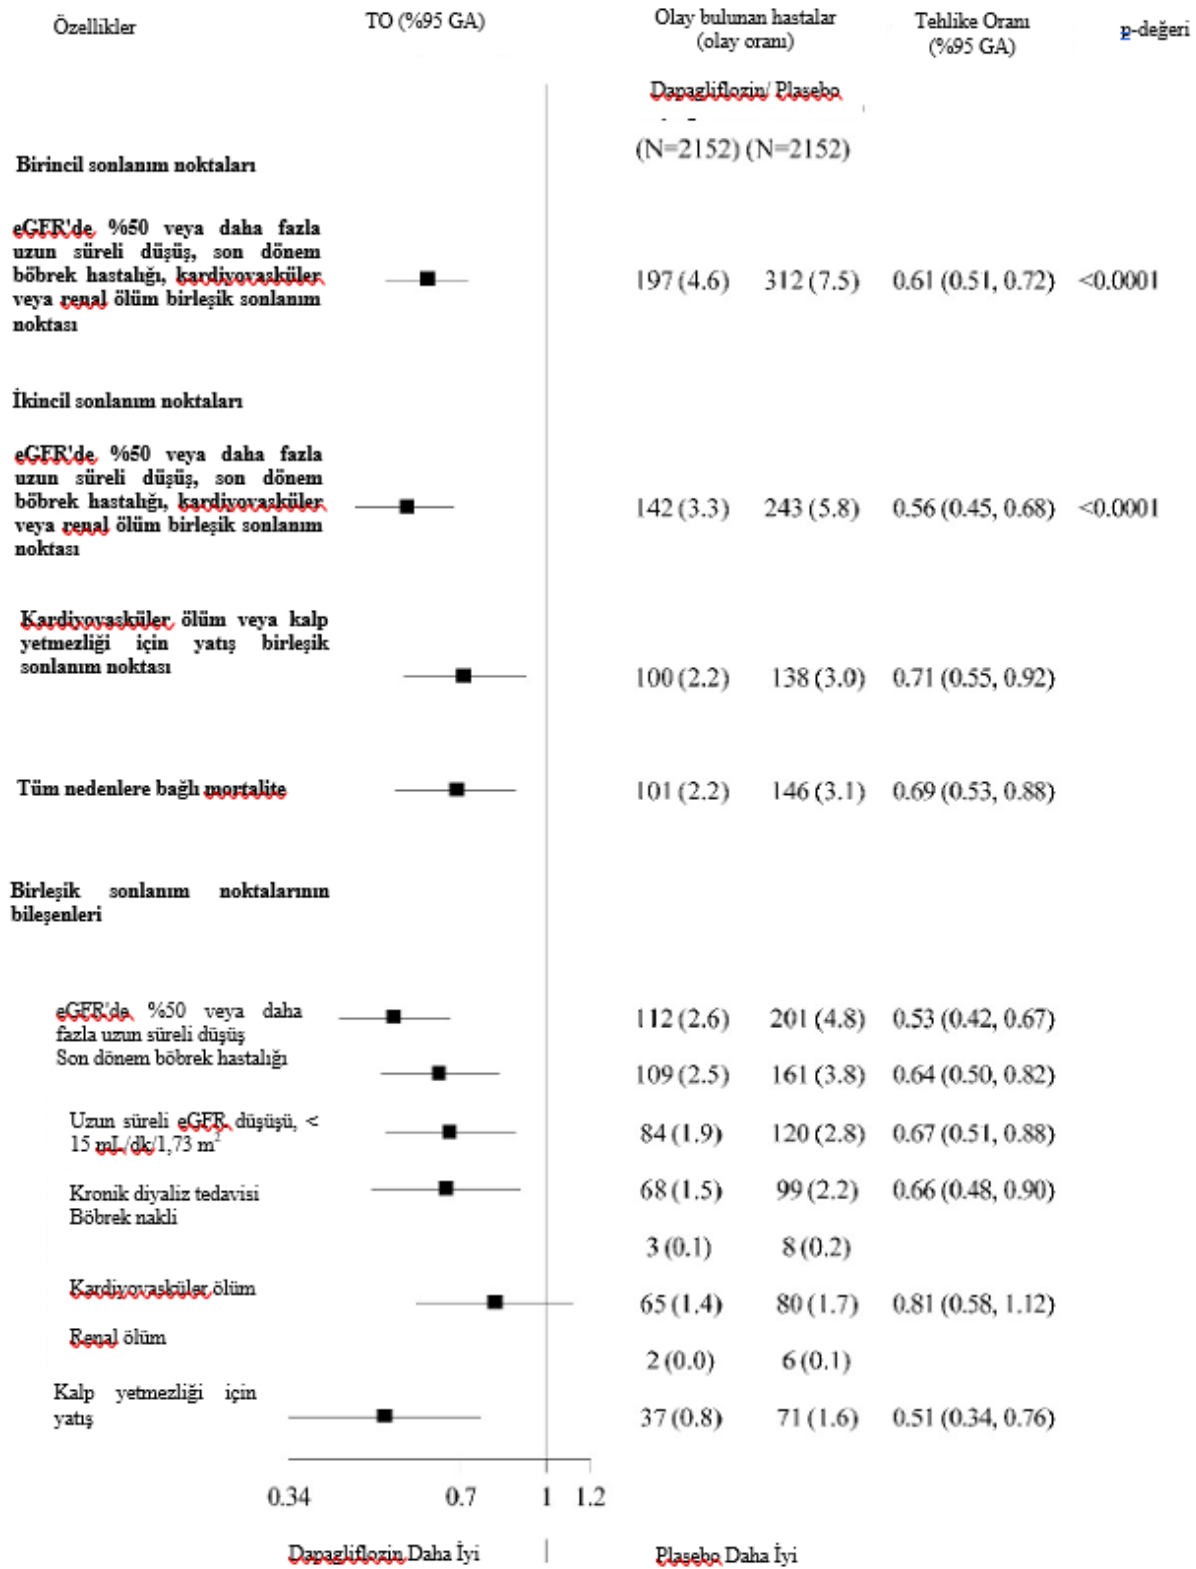 Özellikler
TO (%95 GA)
Olay bulunan hastalar
(olay oranı)
Tehlike Oranı
(%95 GA)
p-değeri
Dapagliflozin/ Plasebo
(N=2152) (N=2152)
Birincil sonlanım noktaları
eGFR'de %50 veya daha fazla
uzun süreli düşüş, son dönem
böbrek hastalığı, kardiyovasküler
veya renal ölüm birleşik sonlanım
noktası
197 (4.6) 312 (7.5) 0.61 (0.51, 0.72) <0.0001
İkincil sonlanım noktaları
eGFR'de %50 veya daha fazla
uzun süreli düşüş, son dönem
böbrek hastalığı, kardiyovasküler
veya renal ölüm birleşik sonlanım
noktası
142 (3.3) 243 (5.8) 0.56 (0.45, 0.68) <0.0001
Kardiyovasküler ölüm veya kalp
yetmezliği için yatış birleşik
sonlanım noktası
100 (2.2) 138 (3.0) 0.71 (0.55, 0.92)
Tüm nedenlere bağlı mortalite
101 (2.2) 146 (3.1) 0.69 (0.53, 0.88)
Birleşik sonlanım noktalarının
bileşenleri
eGFR'de %50 veya daha
fazla uzun süreli düşüş
112 (2.6) 201 (4.8) 0.53 (0.42, 0.67)
Son dönem böbrek hastalığı
109 (2.5) 161 (3.8) 0.64 (0.50, 0.82)
Uzun süreli eGFR düşüşü, <
15 mL/dk/1,73 m²
84 (1.9) 120 (2.8) 0.67 (0.51, 0.88)
Kronik diyaliz tedavisi
68 (1.5) 99 (2.2) 0.66 (0.48, 0.90)
Böbrek nakli
3 (0.1) 8 (0.2)
Kardiyovasküler ölüm
65 (1.4) 80 (1.7) 0.81 (0.58, 1.12)
Renal ölüm
2 (0.0) 6 (0.1)
Kalp yetmezliği için
yatış
37 (0.8) 71 (1.6) 0.51 (0.34, 0.76)
0.34 0.7 1 1.2
Dapagliflozin Daha İyi
Plasebo Daha İyi